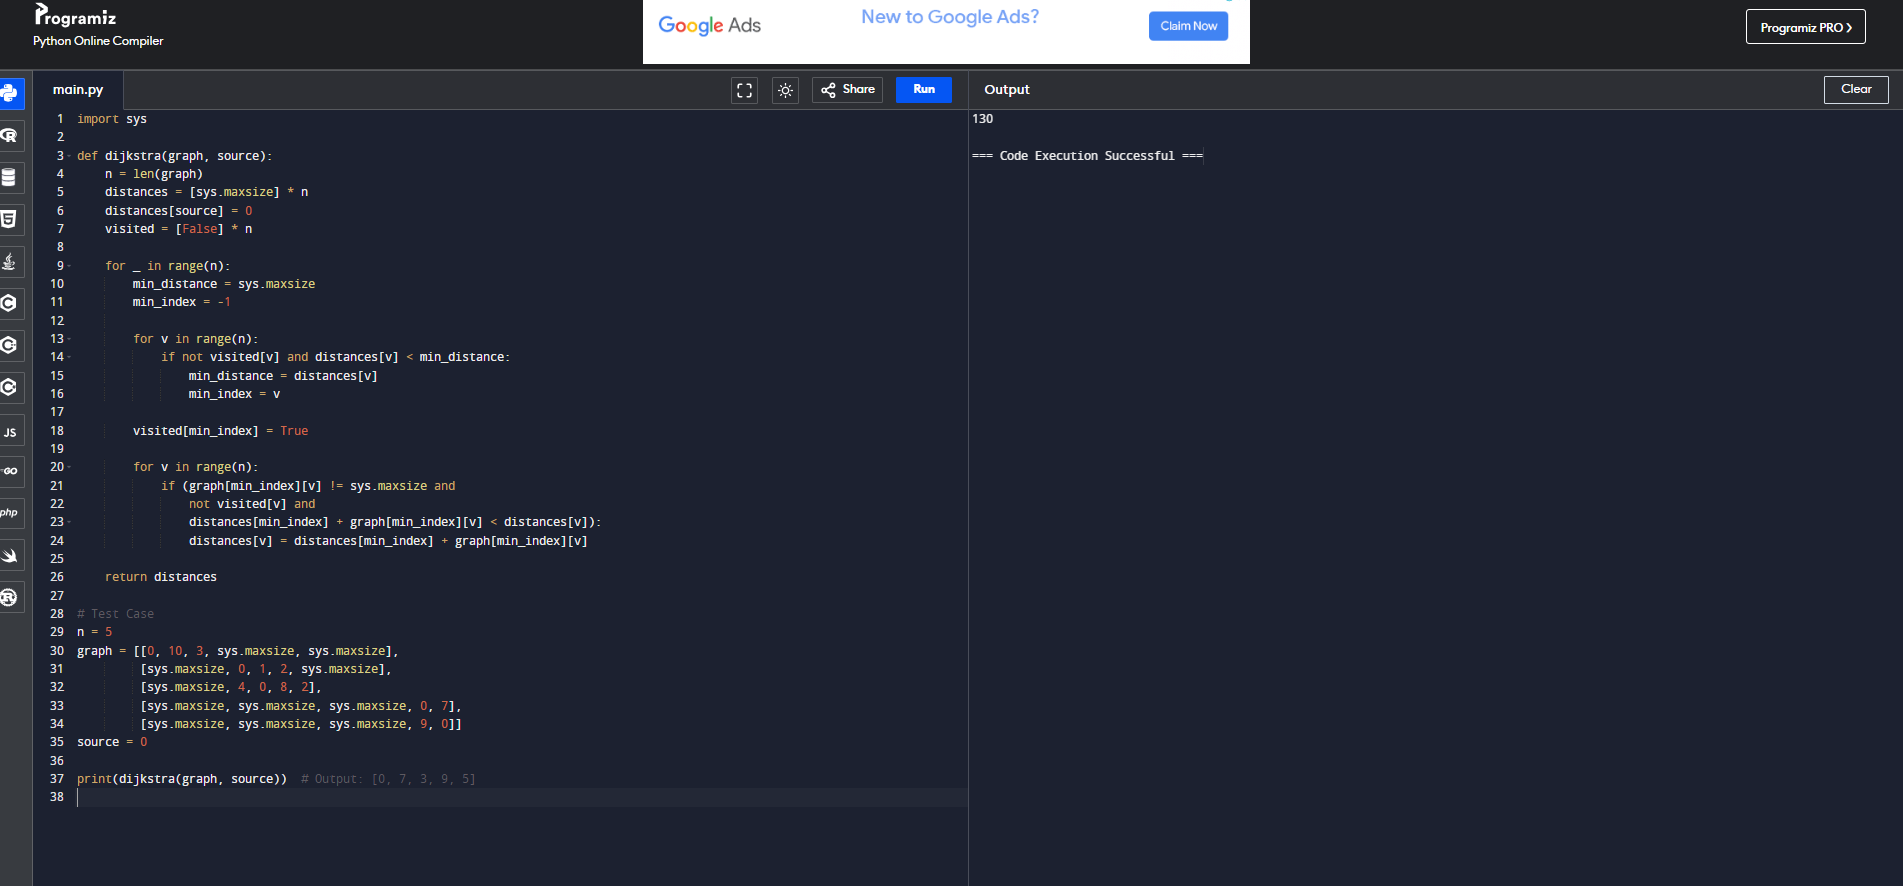 Programiz
Python Online Compiler
Google Ads
New to Google Ads?
Claim Now
Programiz PRO
main.py
Share
Run
Output
Clear
JS
GO
php
1 import sys
2
3 def dijkstra(graph, source):
4     n = len(graph)
5     distances = [sys.maxsize] * n
6     distances[source] = 0
7     visited = [False] * n
8
9     for _ in range(n):
10         min_distance = sys.maxsize
11         min_index = -1
12
13         for v in range(n):
14             if not visited[v] and distances[v] < min_distance:
15                 min_distance = distances[v]
16                 min_index = v
17
18         visited[min_index] = True
19
20         for v in range(n):
21             if (graph[min_index][v] != sys.maxsize and
22                 not visited[v] and
23                 distances[min_index] + graph[min_index][v] < distances[v]):
24                 distances[v] = distances[min_index] + graph[min_index][v]
25
26     return distances
27
28 # Test Case
29 n = 5
30 graph = [[0, 10, 3, sys.maxsize, sys.maxsize],
31          [sys.maxsize, 0, 1, 2, sys.maxsize],
32          [sys.maxsize, 4, 0, 8, 2],
33          [sys.maxsize, sys.maxsize, sys.maxsize, 0, 7],
34          [sys.maxsize, sys.maxsize, sys.maxsize, 9, 0]]
35 source = 0
36
37 print(dijkstra(graph, source))  # Output: [0, 7, 3, 9, 5]
38
130
=== Code Execution Successful ===